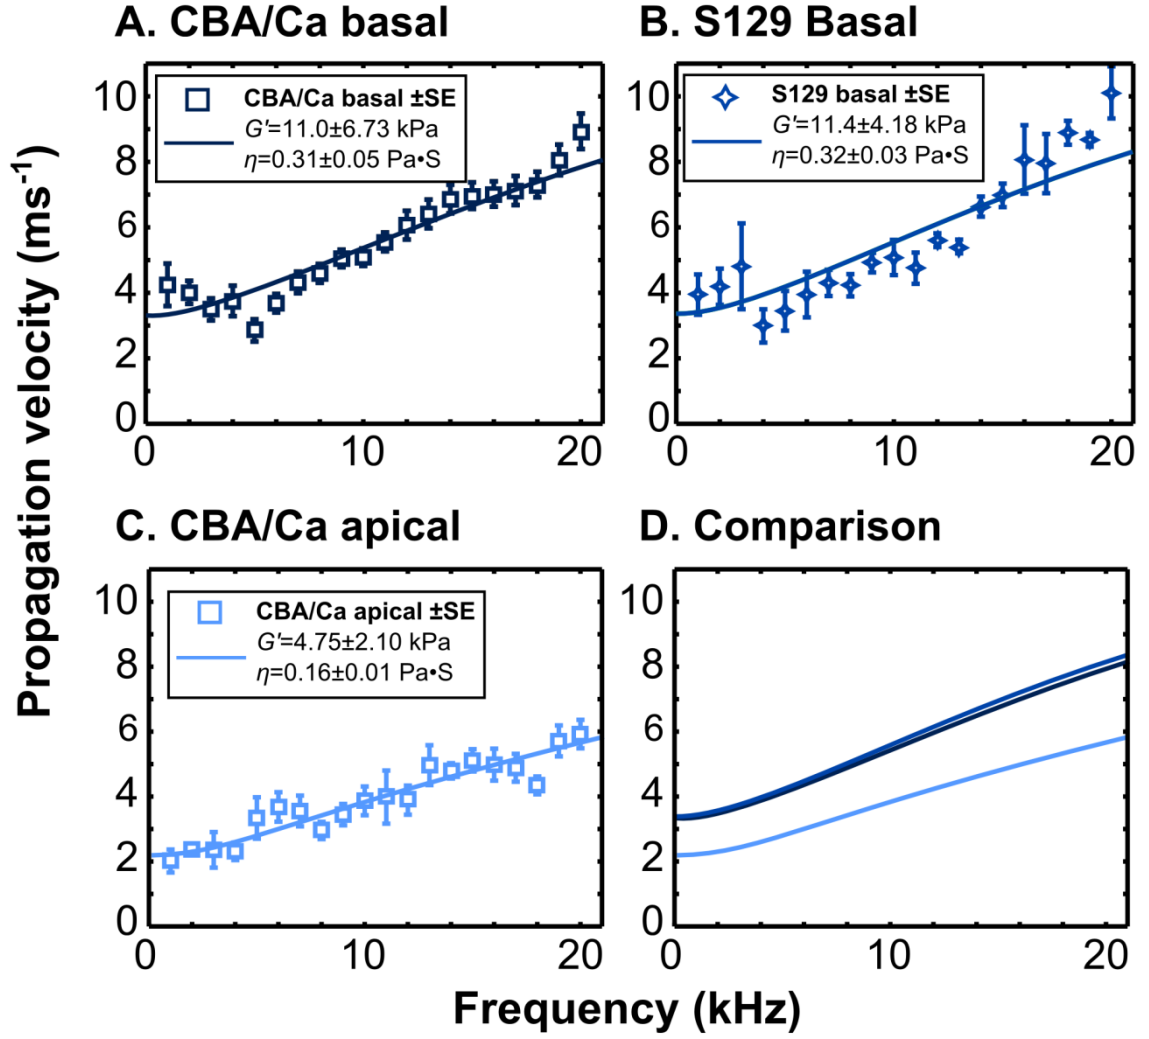 A. CBA/Ca basal
B. S129 Basal
10
8
6
4
2
0
0
10
20
CBA/Ca basal ±SE
G'=11.0±6.73 kPa
η=0.31±0.05 Pa•S
10
8
6
4
2
0
0
10
20
S129 basal ±SE
G'=11.4±4.18 kPa
η=0.32±0.03 Pa•S
Propagation velocity (ms⁻¹)
C. CBA/Ca apical
D. Comparison
10
8
6
4
2
0
0
10
20
CBA/Ca apical ±SE
G'=4.75±2.10 kPa
η=0.16±0.01 Pa•S
10
8
6
4
2
0
0
10
20
Frequency (kHz)